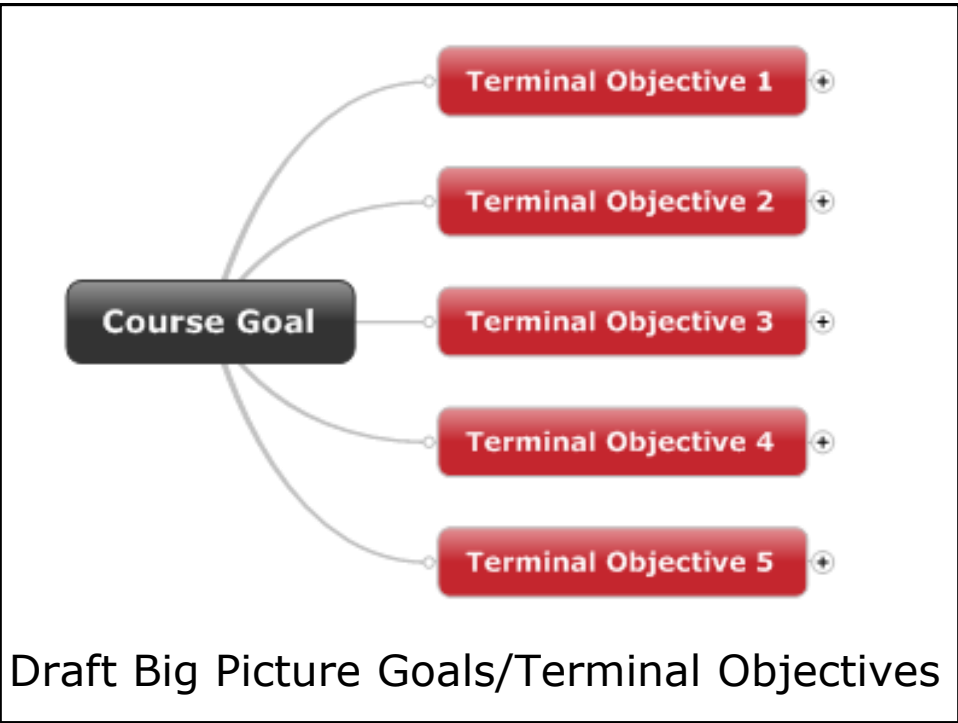 Terminal Objective 1
Terminal Objective 2
Course Goal
Terminal Objective 3
Terminal Objective 4
Terminal Objective 5
Draft Big Picture Goals/Terminal Objectives